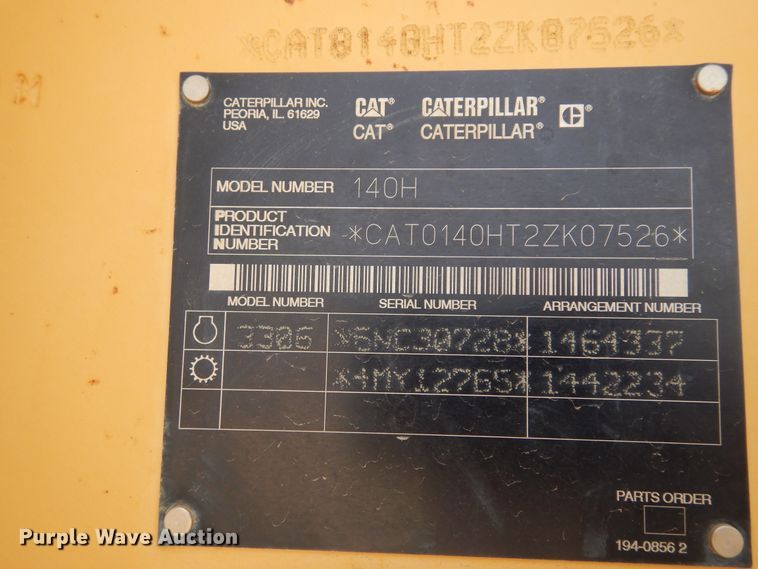 *CAT0140HT2ZK07526*
M
CATERPILLAR INC.
PEORIA, IL. 61629
USA
CAT® CATERPILLAR® ®
CAT® CATERPILLAR®
MODEL NUMBER 140H
PRODUCT
IDENTIFICATION
NUMBER *CAT0140HT2ZK07526*
MODEL NUMBER SERIAL NUMBER ARRANGEMENT NUMBER
3306 *6NC30728* 1464337
*4MY12765* 1442234
PARTS ORDER
194-0856 2
Purple Wave Auction